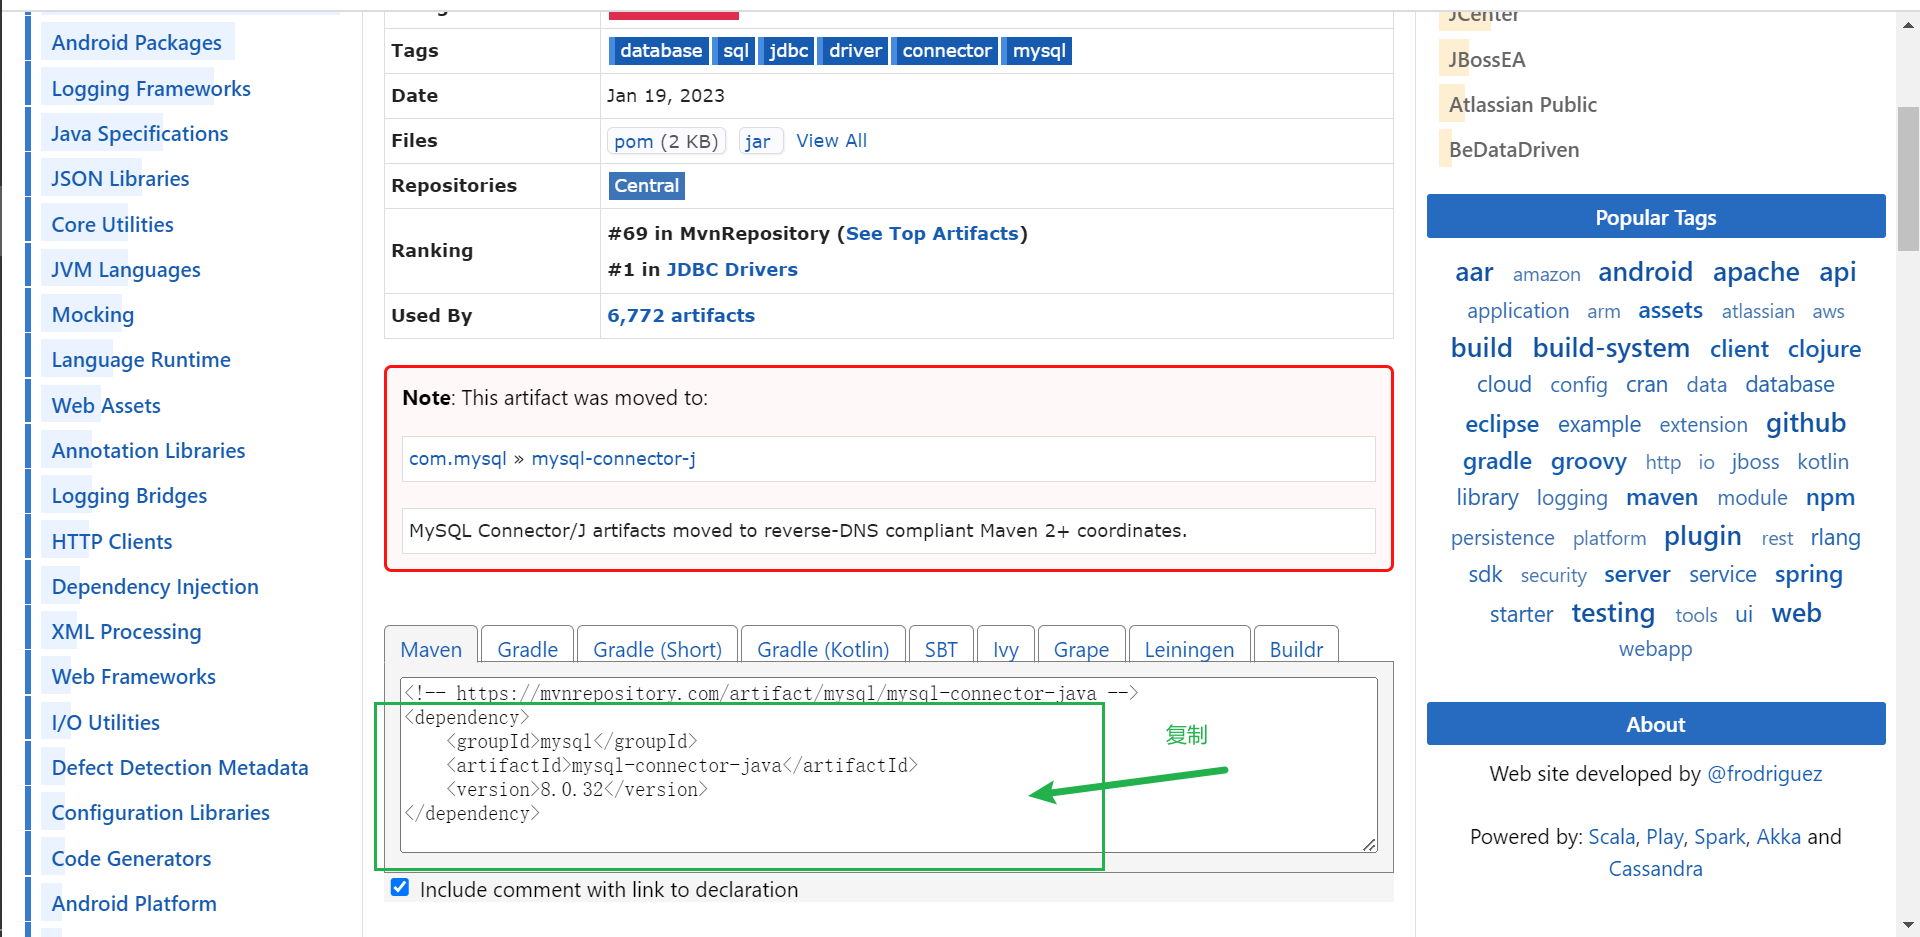 Android Packages
Logging Frameworks
Java Specifications
JSON Libraries
Core Utilities
JVM Languages
Mocking
Language Runtime
Web Assets
Annotation Libraries
Logging Bridges
HTTP Clients
Dependency Injection
XML Processing
Web Frameworks
I/O Utilities
Defect Detection Metadata
Configuration Libraries
Code Generators
Android Platform
Tags database sql jdbc driver connector mysql
Date Jan 19, 2023
Files pom (2 KB) jar View All
Repositories Central
Ranking #69 in MvnRepository (See Top Artifacts)
#1 in JDBC Drivers
Used By 6,772 artifacts
Note: This artifact was moved to:
com.mysql » mysql-connector-j
MySQL Connector/J artifacts moved to reverse-DNS compliant Maven 2+ coordinates.
Maven Gradle Gradle (Short) Gradle (Kotlin) SBT Ivy Grape Leiningen Buildr
<!-- https://mvnrepository.com/artifact/mysql/mysql-connector-java -->
<dependency>
    <groupId>mysql</groupId>
    <artifactId>mysql-connector-java</artifactId>
    <version>8.0.32</version>
</dependency>
复制
Include comment with link to declaration
JCenter
JBossEA
Atlassian Public
BeDataDriven
Popular Tags
aar amazon android apache api
application arm assets atlassian aws
build build-system client clojure
cloud config cran data database
eclipse example extension github
gradle groovy http io jboss kotlin
library logging maven module npm
persistence platform plugin rest rlang
sdk security server service spring
starter testing tools ui web
webapp
About
Web site developed by @frodriguez
Powered by: Scala, Play, Spark, Akka and
Cassandra